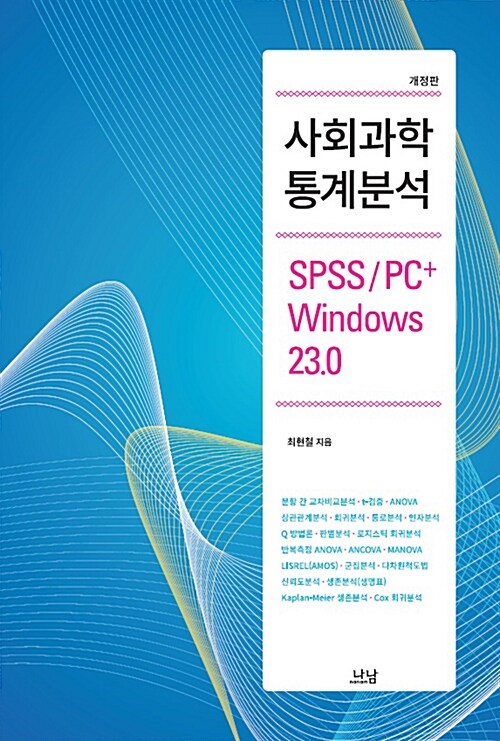 개정판
사회과학
통계분석
SPSS/PC+
Windows
23.0
최현철 지음
문항 간 교차비교분석·t-검증·ANOVA
상관관계분석·회귀분석·통로분석·인자분석
Q 방법론·판별분석·로지스틱 회귀분석
반복측정 ANOVA·ANCOVA·MANOVA
LISREL(AMOS)·군집분석·다차원척도법
신뢰도분석·생존분석(생명표)
Kaplan-Meier 생존분석·Cox 회귀분석
나남
nanam